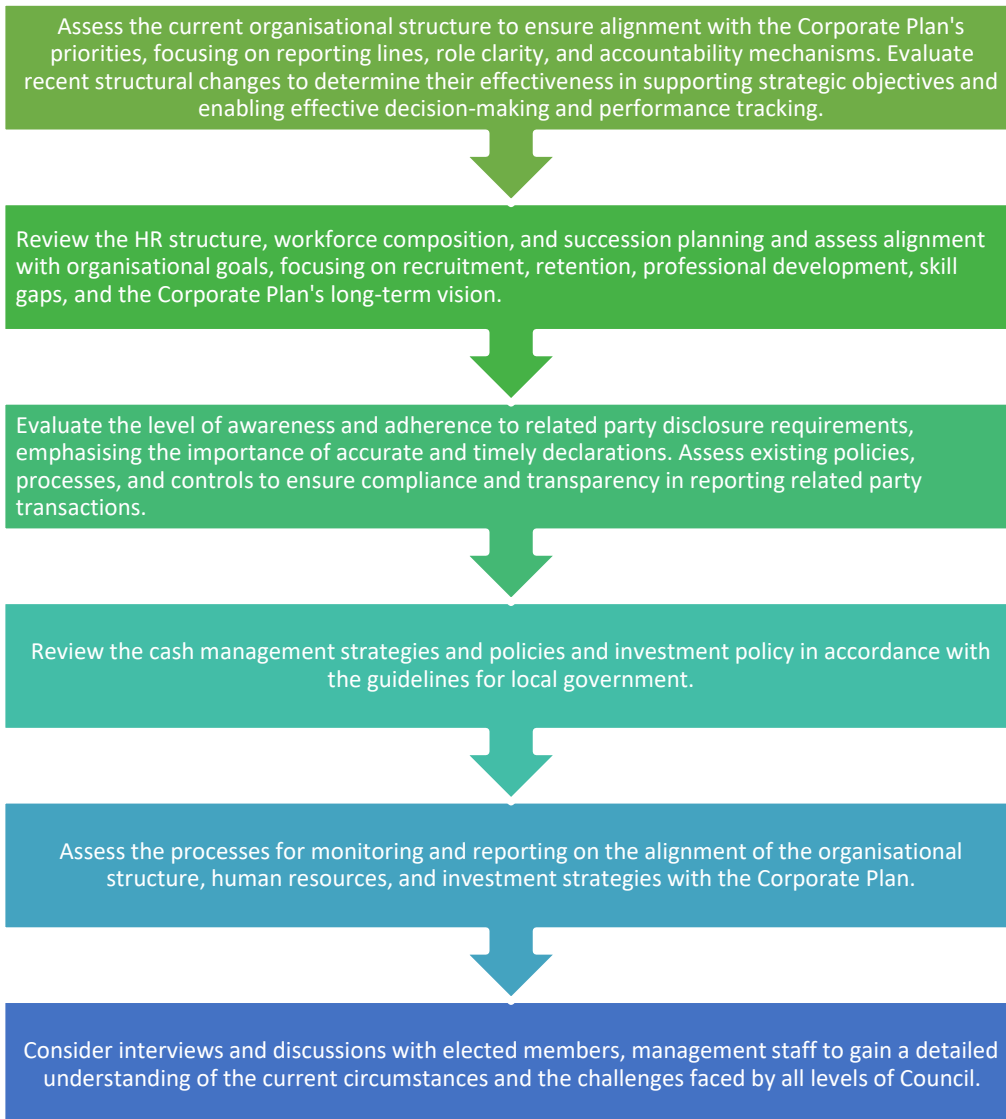 Assess the current organisational structure to ensure alignment with the Corporate Plan's
priorities, focusing on reporting lines, role clarity, and accountability mechanisms. Evaluate
recent structural changes to determine their effectiveness in supporting strategic objectives and
enabling effective decision-making and performance tracking.
Review the HR structure, workforce composition, and succession planning and assess alignment
with organisational goals, focusing on recruitment, retention, professional development, skill
gaps, and the Corporate Plan's long-term vision.
Evaluate the level of awareness and adherence to related party disclosure requirements,
emphasising the importance of accurate and timely declarations. Assess existing policies,
processes, and controls to ensure compliance and transparency in reporting related party
transactions.
Review the cash management strategies and policies and investment policy in accordance with
the guidelines for local government.
Assess the processes for monitoring and reporting on the alignment of the organisational
structure, human resources, and investment strategies with the Corporate Plan.
Consider interviews and discussions with elected members, management staff to gain a detailed
understanding of the current circumstances and the challenges faced by all levels of Council.